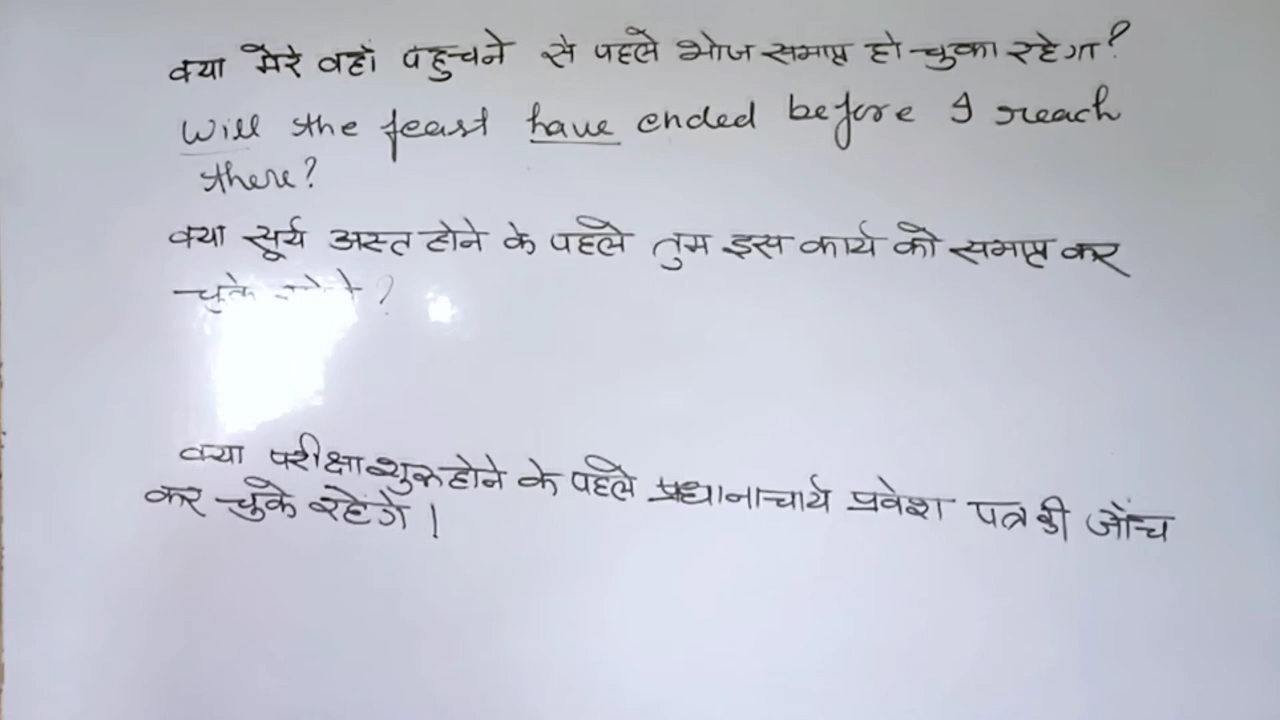 क्या मेरे वहाँ पहुचने से पहले भोज समाप्त हो चुका रहेगा?
Will the feast have ended before I reach
there?
क्या सूर्य अस्त होने के पहले तुम इस कार्य को समाप्त कर
चुके ?
क्या परीक्षा शुरू होने के पहले प्रधानाचार्य प्रवेश पत्र की जाँच
कर चुके रहेंगे।